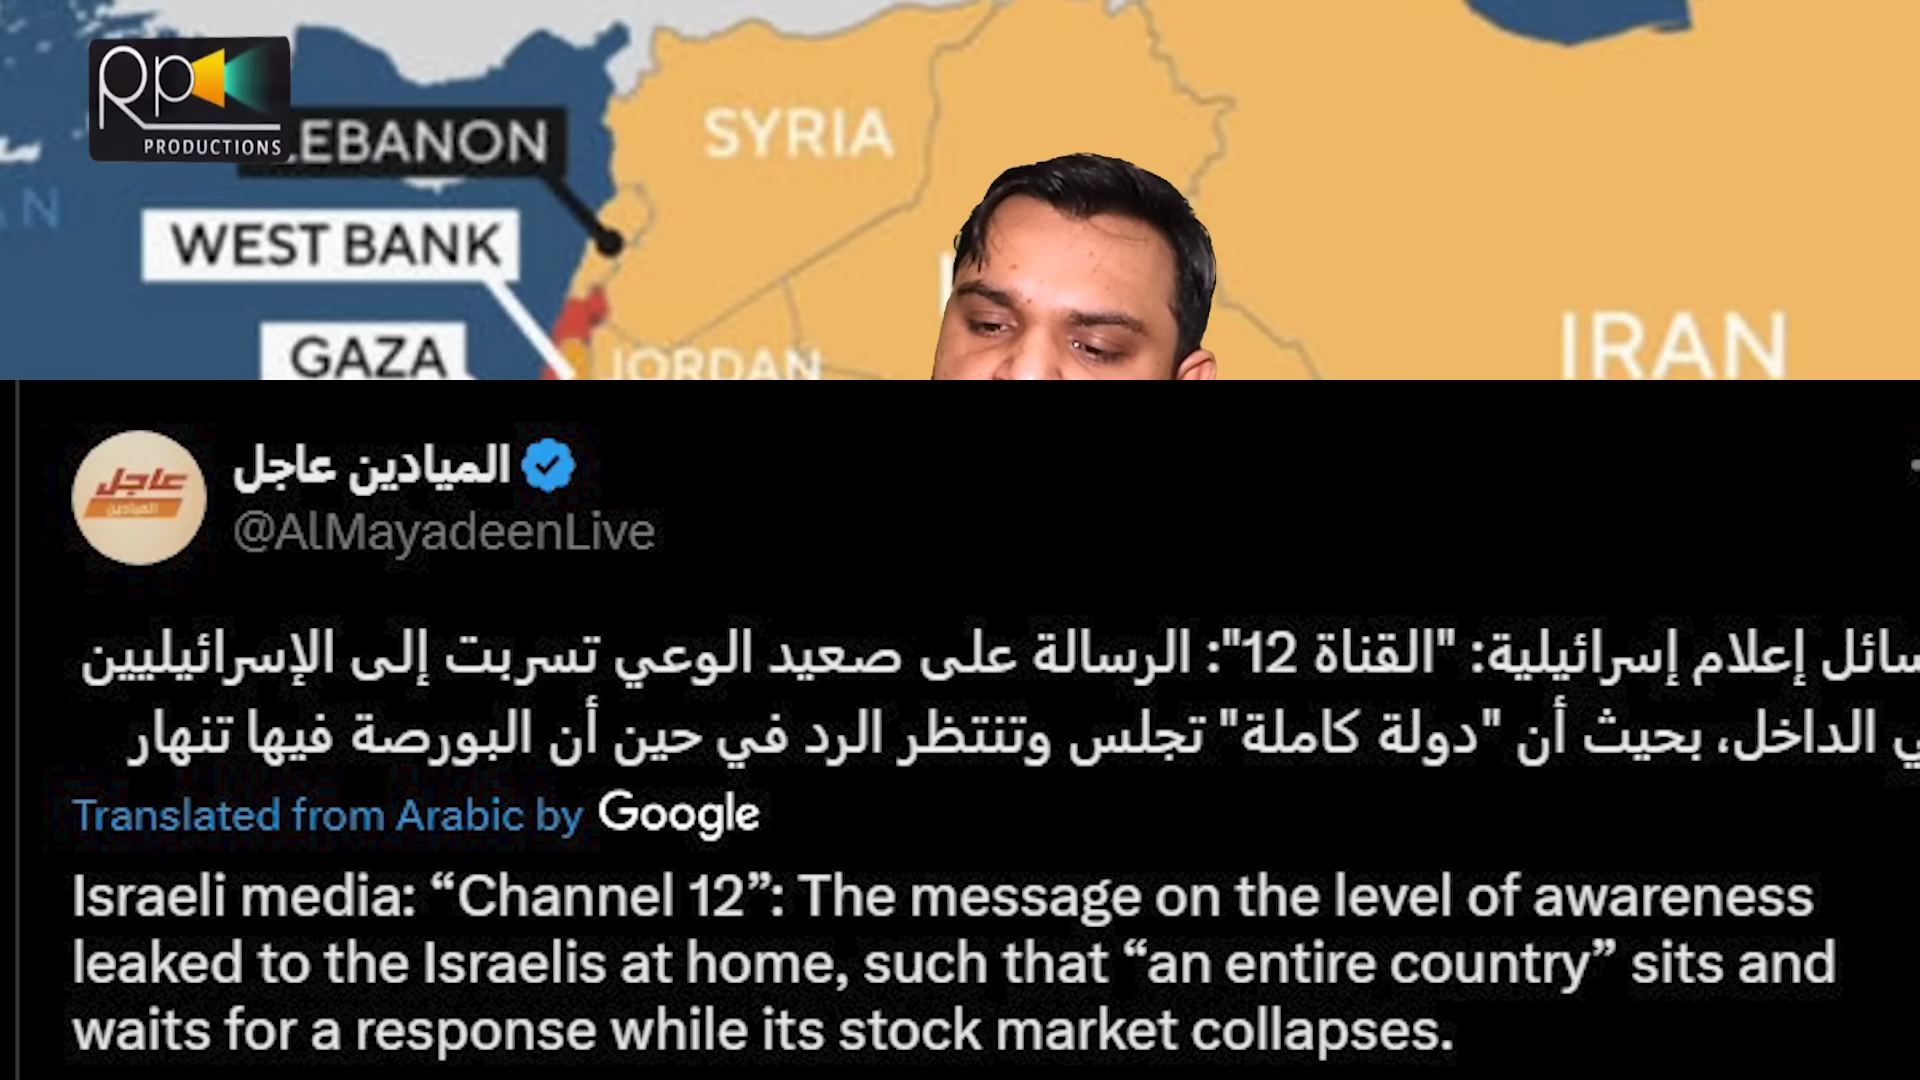 Rp
PRODUCTIONS
LEBANON
SYRIA
WEST BANK
GAZA
JORDAN
IRAN
عاجل
الميادين
الميادين عاجل
@AlMayadeenLive
إعلام إسرائيلية: "القناة 12": الرسالة على صعيد الوعي تسربت إلى الإسرائيليين
الداخل، بحيث أن "دولة كاملة" تجلس وتنتظر الرد في حين أن البورصة فيها تنهار
Translated from Arabic by Google
Israeli media: “Channel 12”: The message on the level of awareness
leaked to the Israelis at home, such that “an entire country” sits and
waits for a response while its stock market collapses.